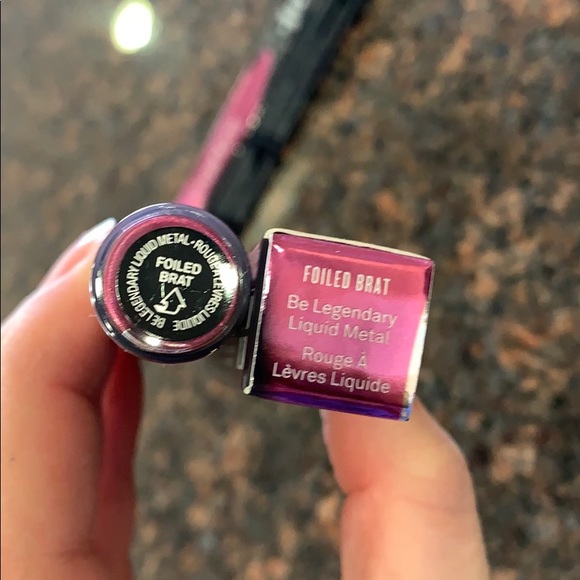 BE LEGENDARY LIQUID METAL • ROUGE À LÈVRES LIQUIDE
FOILED
BRAT
FOILED BRAT
Be Legendary
Liquid Metal
Rouge À
Lèvres Liquide